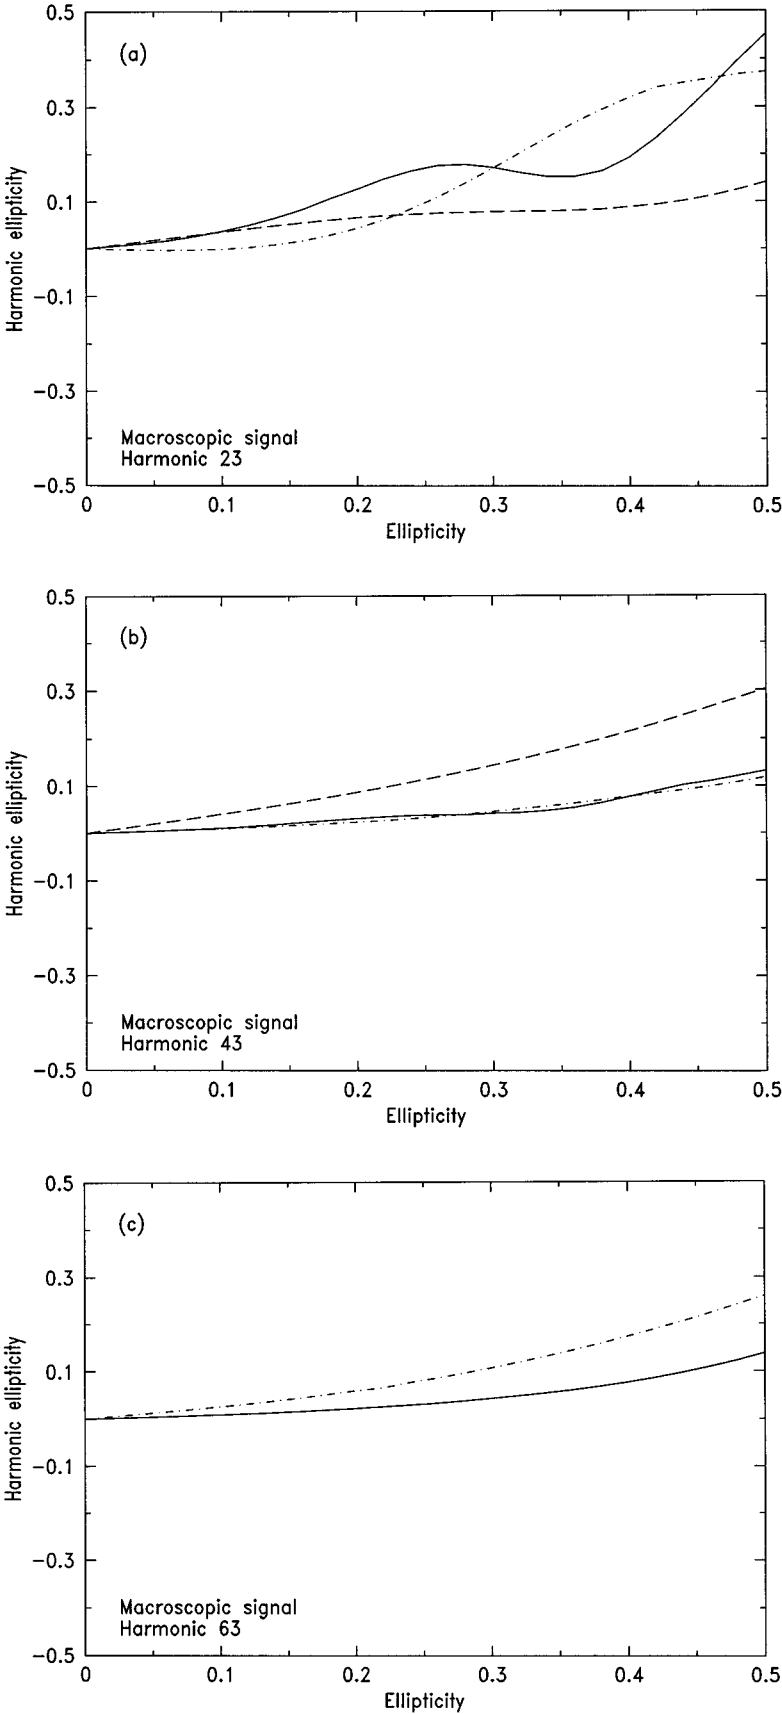 0.5
(a)
0.3
0.1
−0.1
−0.3
−0.5
Harmonic ellipticity
Macroscopic signal
Harmonic 23
0 0.1 0.2 0.3 0.4 0.5
Ellipticity
0.5
(b)
0.3
0.1
−0.1
−0.3
−0.5
Harmonic ellipticity
Macroscopic signal
Harmonic 43
0 0.1 0.2 0.3 0.4 0.5
Ellipticity
0.5
(c)
0.3
0.1
−0.1
−0.3
−0.5
Harmonic ellipticity
Macroscopic signal
Harmonic 63
0 0.1 0.2 0.3 0.4 0.5
Ellipticity